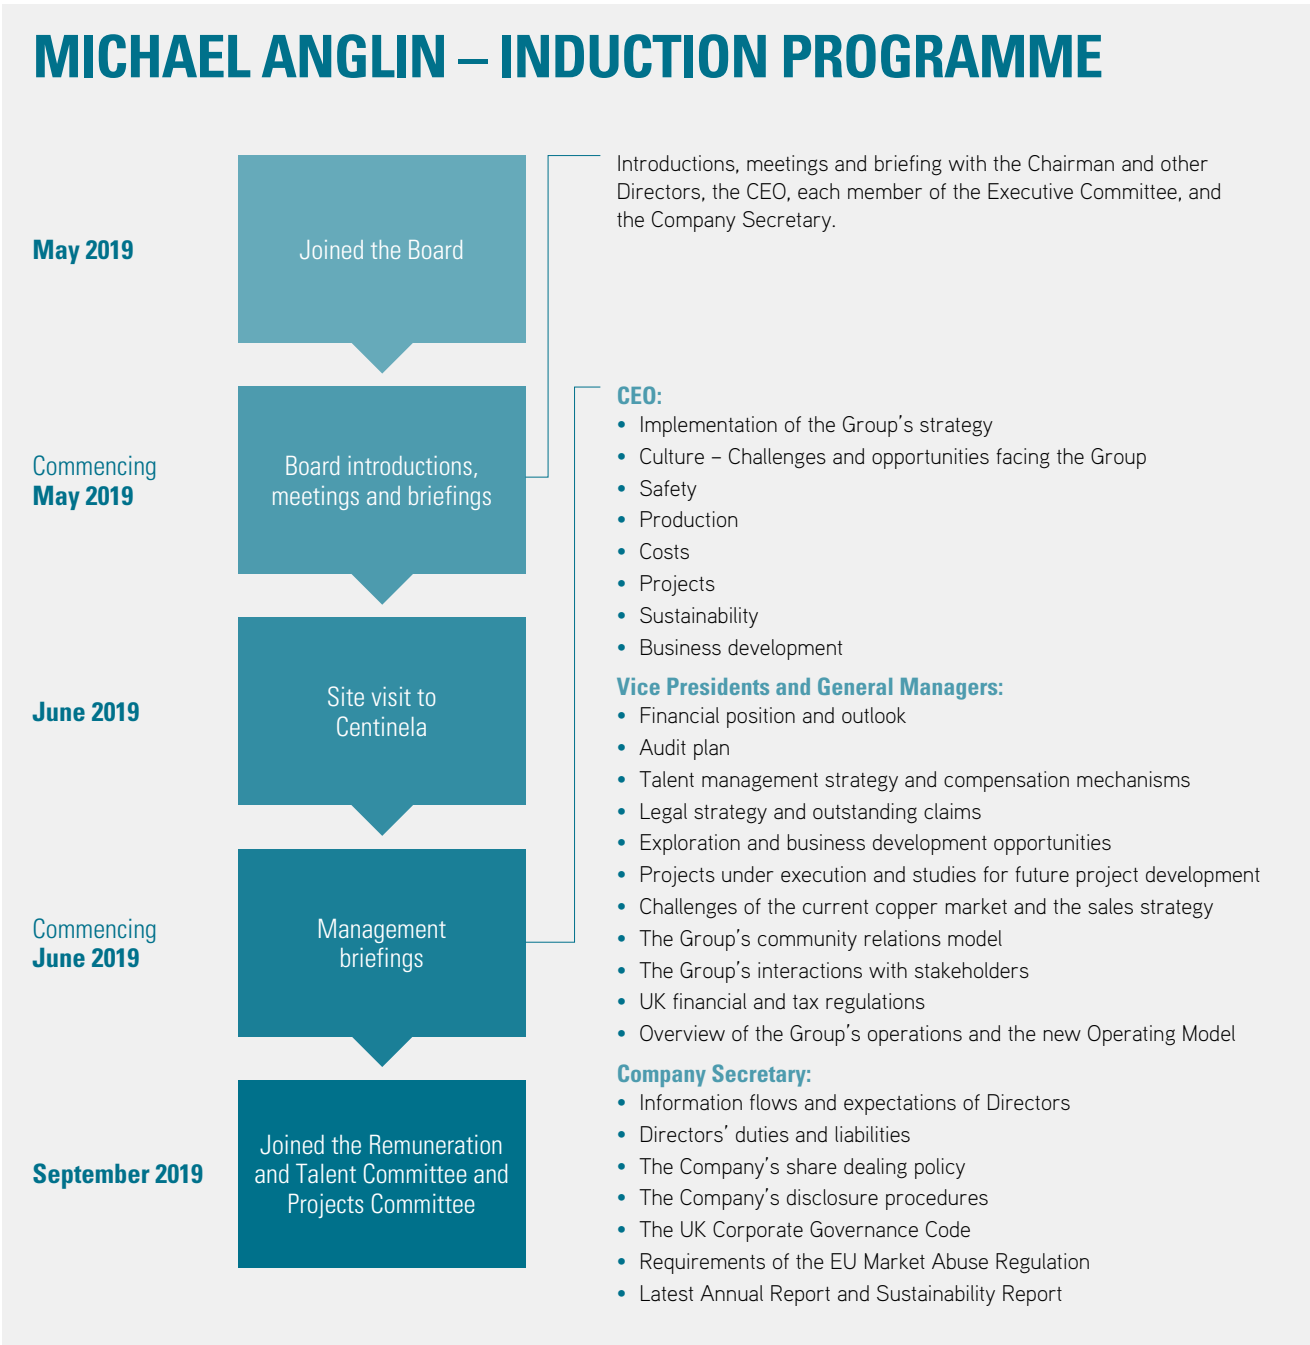 MICHAEL ANGLIN – INDUCTION PROGRAMME
May 2019
Joined the Board
Introductions, meetings and briefing with the Chairman and other
Directors, the CEO, each member of the Executive Committee, and
the Company Secretary.
Commencing
May 2019
Board introductions,
meetings and briefings
June 2019
Site visit to
Centinela
Commencing
June 2019
Management
briefings
CEO:
• Implementation of the Group's strategy
• Culture – Challenges and opportunities facing the Group
• Safety
• Production
• Costs
• Projects
• Sustainability
• Business development
Vice Presidents and General Managers:
• Financial position and outlook
• Audit plan
• Talent management strategy and compensation mechanisms
• Legal strategy and outstanding claims
• Exploration and business development opportunities
• Projects under execution and studies for future project development
• Challenges of the current copper market and the sales strategy
• The Group's community relations model
• The Group's interactions with stakeholders
• UK financial and tax regulations
• Overview of the Group's operations and the new Operating Model
Company Secretary:
• Information flows and expectations of Directors
• Directors' duties and liabilities
• The Company's share dealing policy
• The Company's disclosure procedures
• The UK Corporate Governance Code
• Requirements of the EU Market Abuse Regulation
• Latest Annual Report and Sustainability Report
September 2019
Joined the Remuneration
and Talent Committee and
Projects Committee